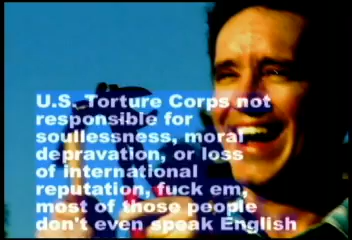 U.S. Torture Corps not
responsible for
soullessness, moral
depravation, or loss
of international
reputation, fuck em,
most of those people
don't even speak English